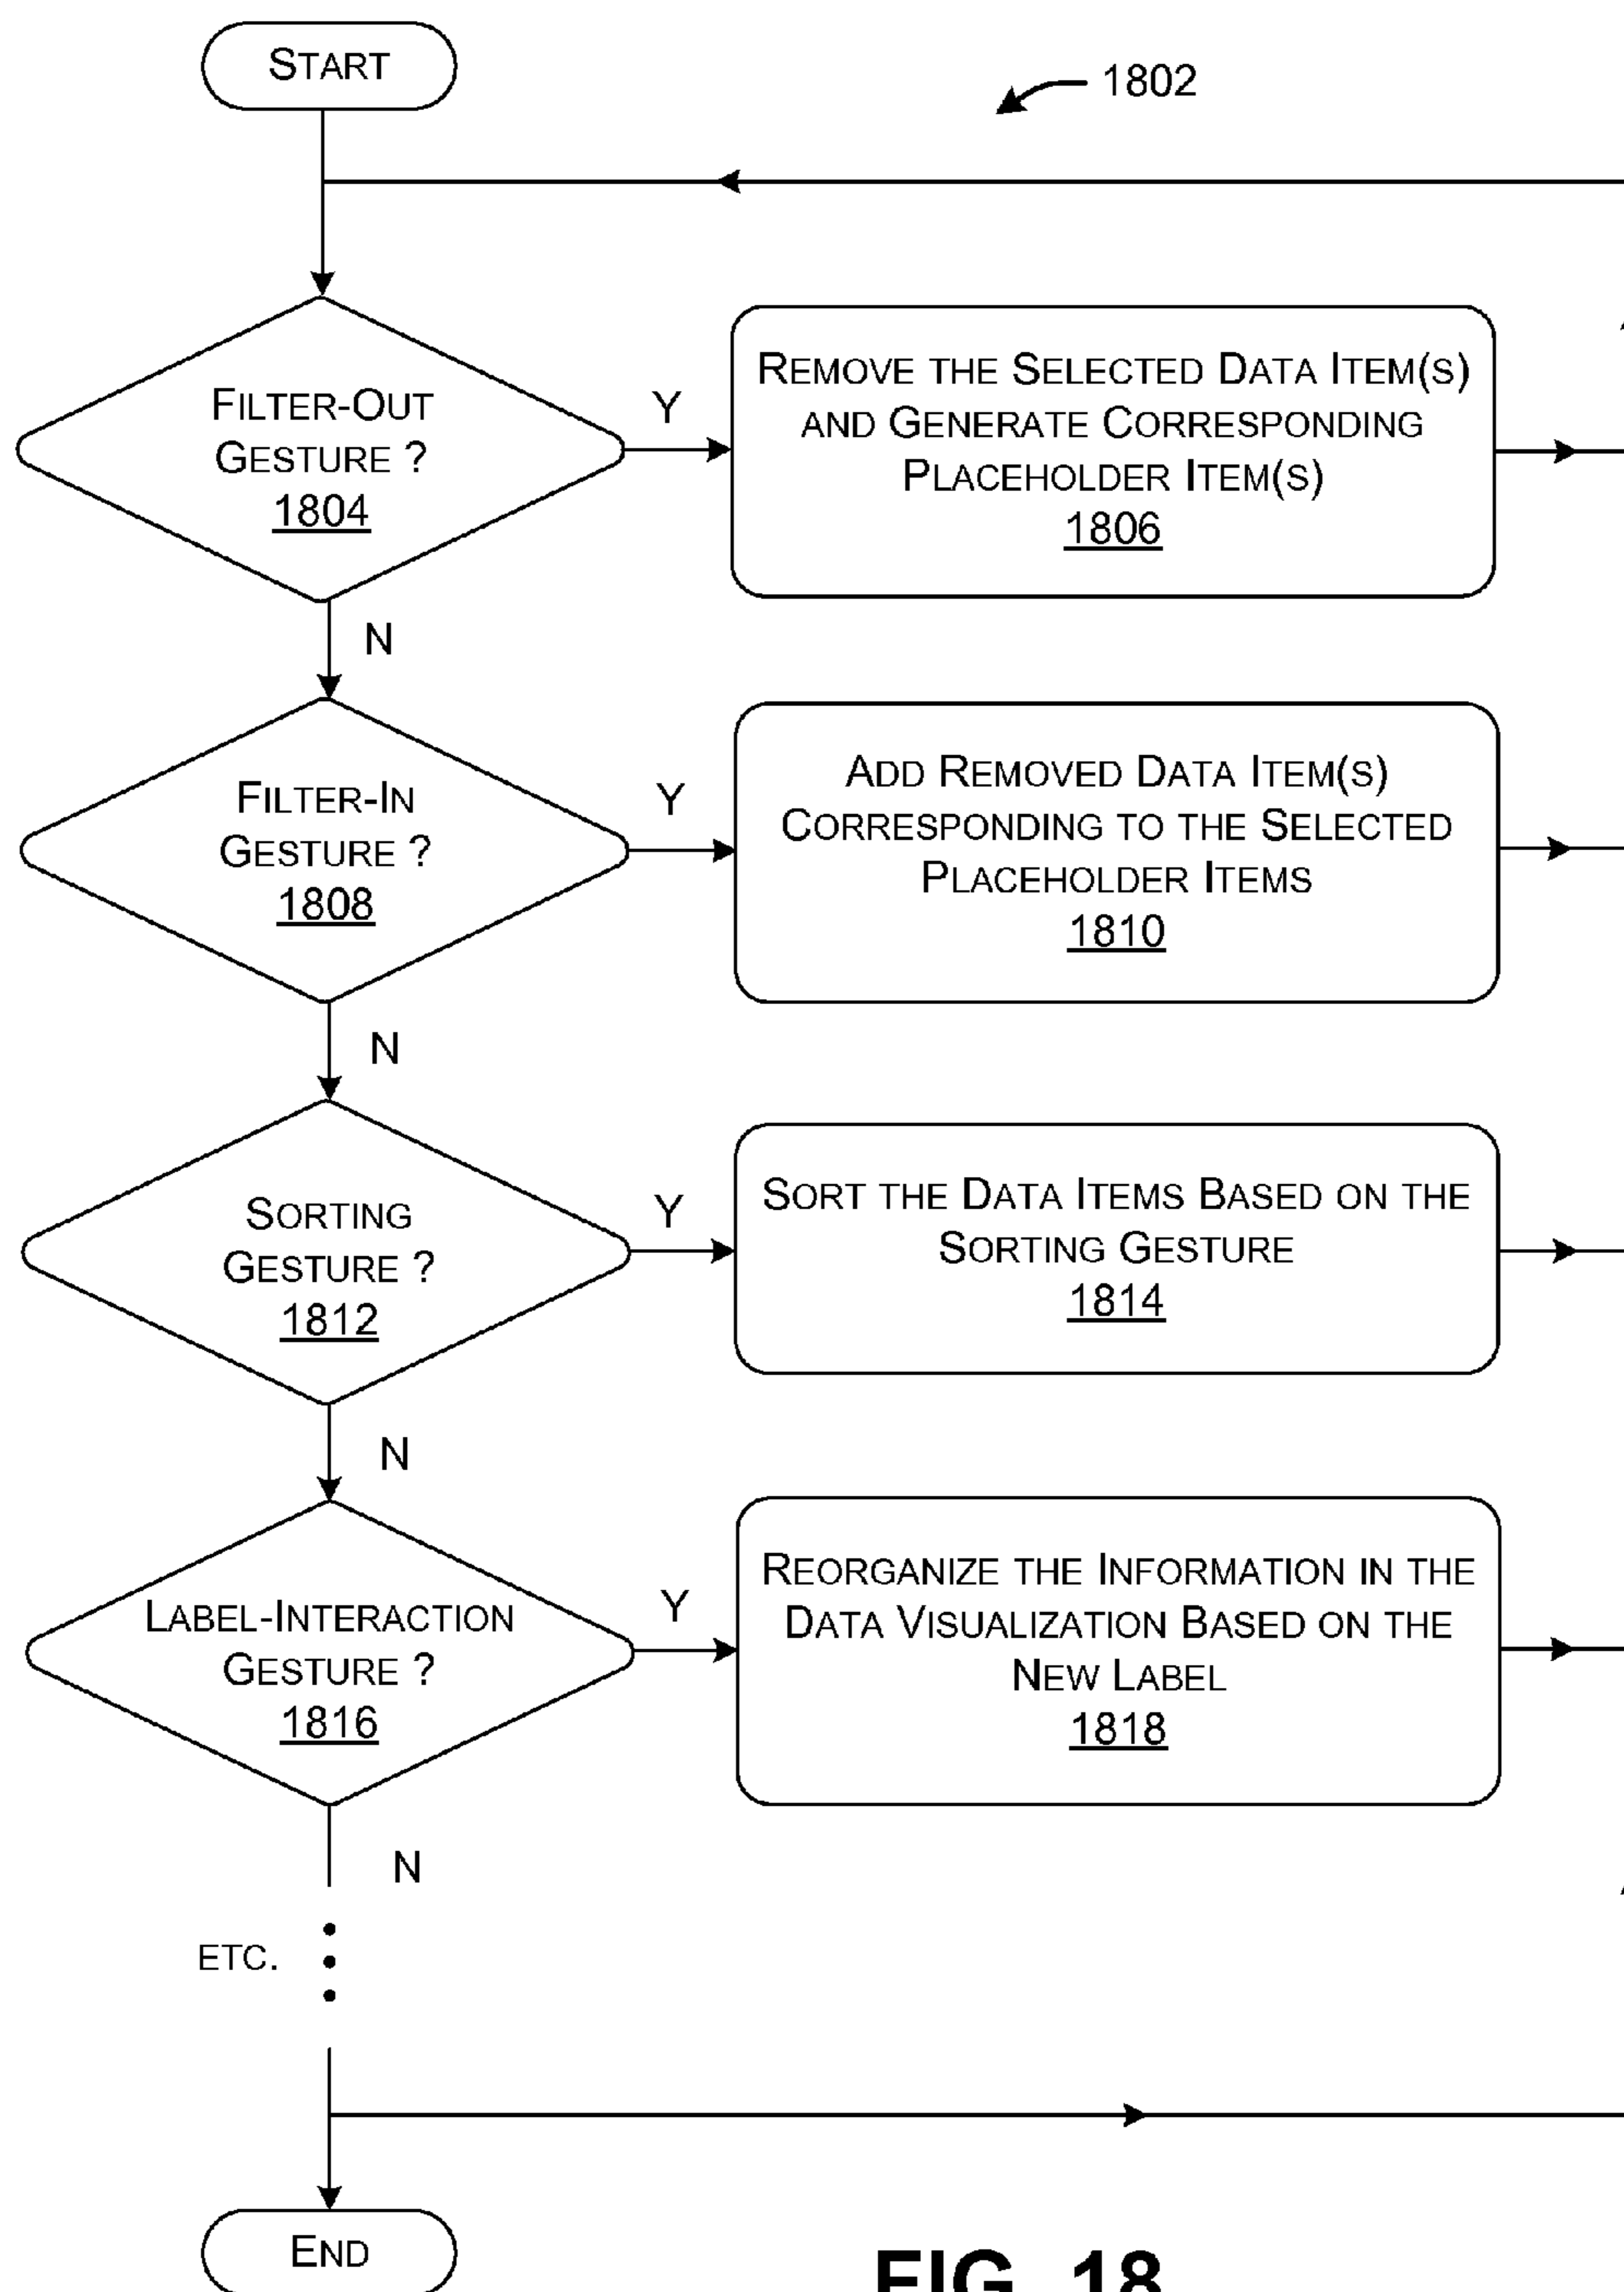 START
1802
FILTER-OUT
GESTURE ?
1804
Y
REMOVE THE SELECTED DATA ITEM(S)
AND GENERATE CORRESPONDING
PLACEHOLDER ITEM(S)
1806
N
FILTER-IN
GESTURE ?
1808
Y
ADD REMOVED DATA ITEM(S)
CORRESPONDING TO THE SELECTED
PLACEHOLDER ITEMS
1810
N
SORTING
GESTURE ?
1812
Y
SORT THE DATA ITEMS BASED ON THE
SORTING GESTURE
1814
N
LABEL-INTERACTION
GESTURE ?
1816
Y
REORGANIZE THE INFORMATION IN THE
DATA VISUALIZATION BASED ON THE
NEW LABEL
1818
N
ETC.
END
FIG. 18